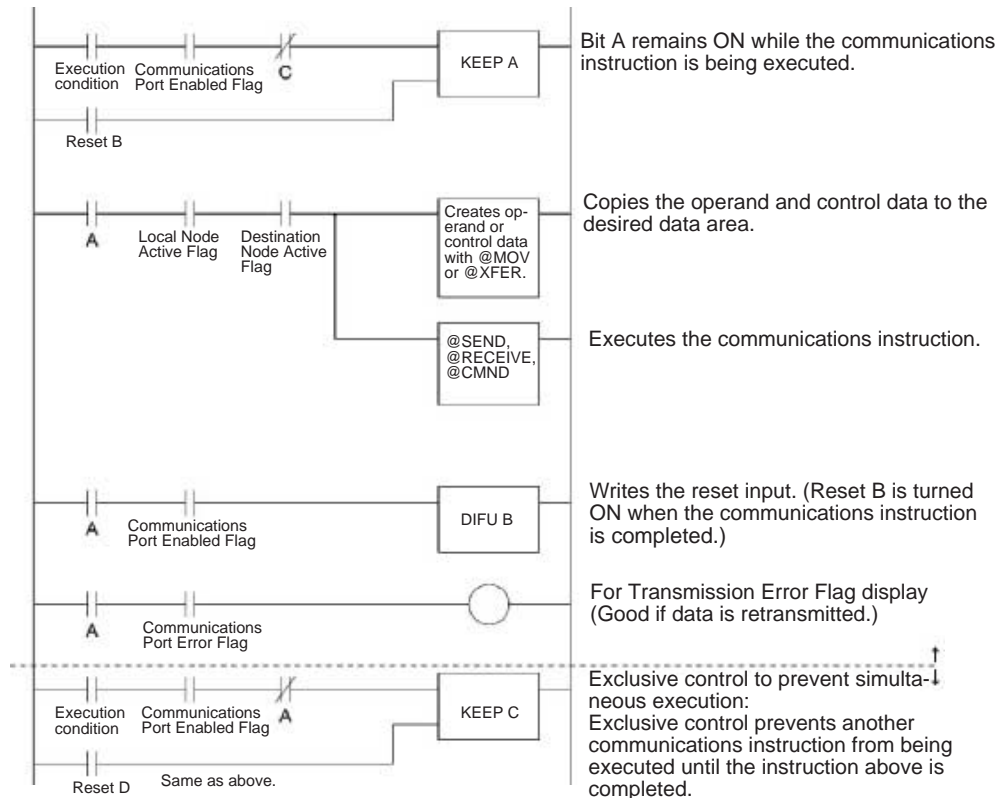 Execution condition
Communications Port Enabled Flag
C
KEEP A
Bit A remains ON while the communications
instruction is being executed.
Reset B
A
Local Node
Active Flag
Destination
Node Active
Flag
Creates op-
erand or
control data
with @MOV
or @XFER.
Copies the operand and control data to the
desired data area.
@SEND,
@RECEIVE,
@CMND
Executes the communications instruction.
A
Communications
Port Enabled Flag
DIFU B
Writes the reset input. (Reset B is turned
ON when the communications instruction
is completed.)
A
Communications
Port Error Flag
For Transmission Error Flag display
(Good if data is retransmitted.)
Execution
condition
Communications
Port Enabled Flag
A
KEEP C
Reset D
Same as above.
Exclusive control to prevent simulta-
neous execution:
Exclusive control prevents another
communications instruction from being
executed until the instruction above is
completed.